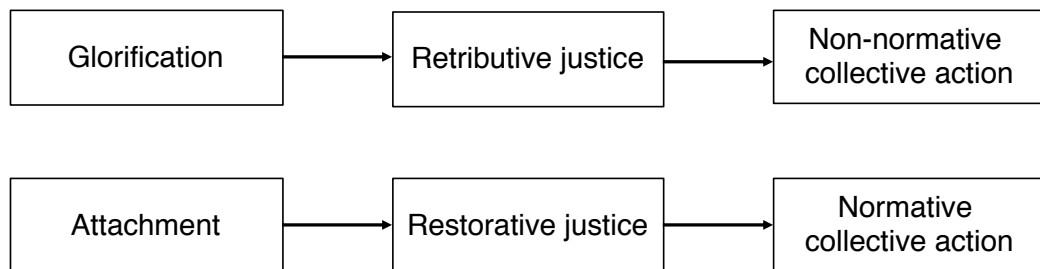 Glorification
Retributive justice
Non-normative
collective action
Attachment
Restorative justice
Normative
collective action